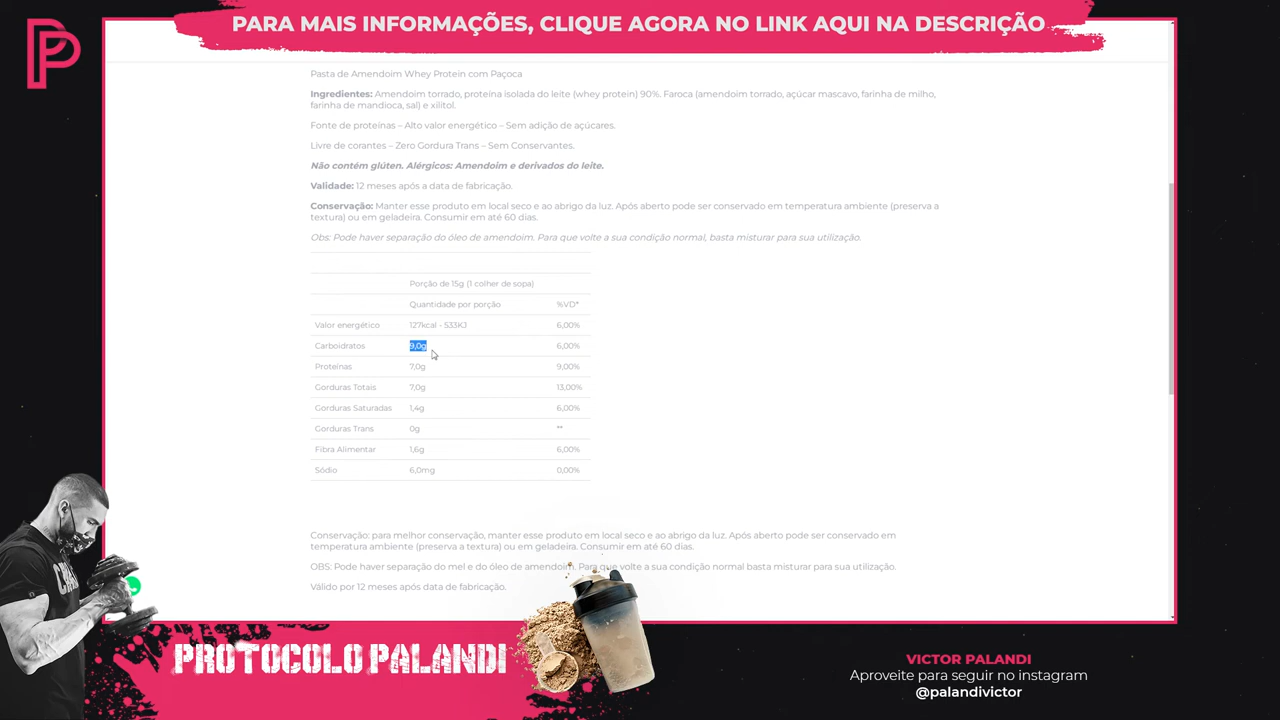 PARA MAIS INFORMAÇÕES, CLIQUE AGORA NO LINK AQUI NA DESCRIÇÃO
Pasta de Amendoim Whey Protein com Paçoca
Ingredientes: Amendoim torrado, proteína isolada do leite (whey protein) 90%. Faroca (amendoim torrado, açúcar mascavo, farinha de milho,
farinha de mandioca, sal) e xilitol.
Fonte de proteínas – Alto valor energético – Sem adição de açúcares.
Livre de corantes – Zero Gordura Trans – Sem Conservantes.
Não contém glúten. Alérgicos: Amendoim e derivados do leite.
Validade: 12 meses após a data de fabricação.
Conservação: Manter esse produto em local seco e ao abrigo da luz. Após aberto pode ser conservado em temperatura ambiente (preserva a
textura) ou em geladeira. Consumir em até 60 dias.
Obs: Pode haver separação do óleo de amendoim. Para que volte a sua condição normal, basta misturar para sua utilização.
Porção de 15g (1 colher de sopa)
Quantidade por porção %VD*
Valor energético 127kcal - 533KJ 6,00%
Carboidratos 9,0g 6,00%
Proteínas 7,0g 9,00%
Gorduras Totais 7,0g 13,00%
Gorduras Saturadas 1,4g 6,00%
Gorduras Trans 0g **
Fibra Alimentar 1,6g 6,00%
Sódio 6,0mg 0,00%
Conservação: para melhor conservação, manter esse produto em local seco e ao abrigo da luz. Após aberto pode ser conservado em
temperatura ambiente (preserva a textura) ou em geladeira. Consumir em até 60 dias.
OBS: Pode haver separação do mel e do óleo de amendoim. Para que volte a sua condição normal basta misturar para sua utilização.
Válido por 12 meses após data de fabricação.
PROTOCOLO PALANDI
VICTOR PALANDI
Aproveite para seguir no instagram
@palandivictor